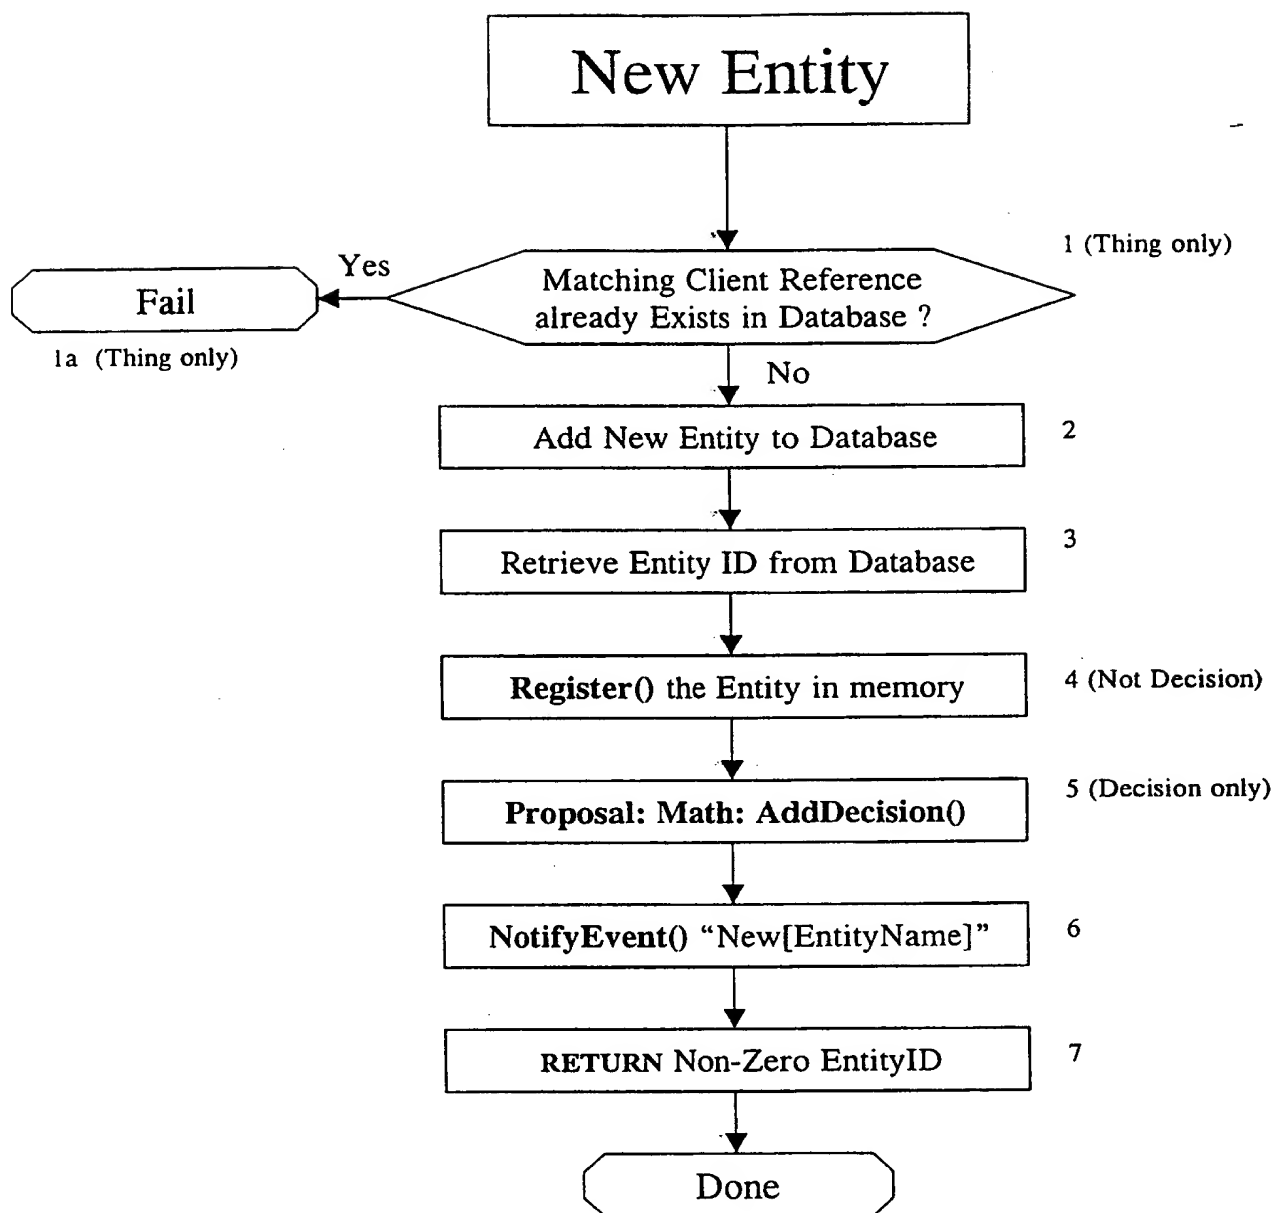 New Entity
1 (Thing only)
Yes
Matching Client Reference
already Exists in Database ?
Fail
1a (Thing only)
No
Add New Entity to Database
2
Retrieve Entity ID from Database
3
Register() the Entity in memory
4 (Not Decision)
Proposal: Math: AddDecision()
5 (Decision only)
NotifyEvent() “New[EntityName]”
6
RETURN Non-Zero EntityID
7
Done